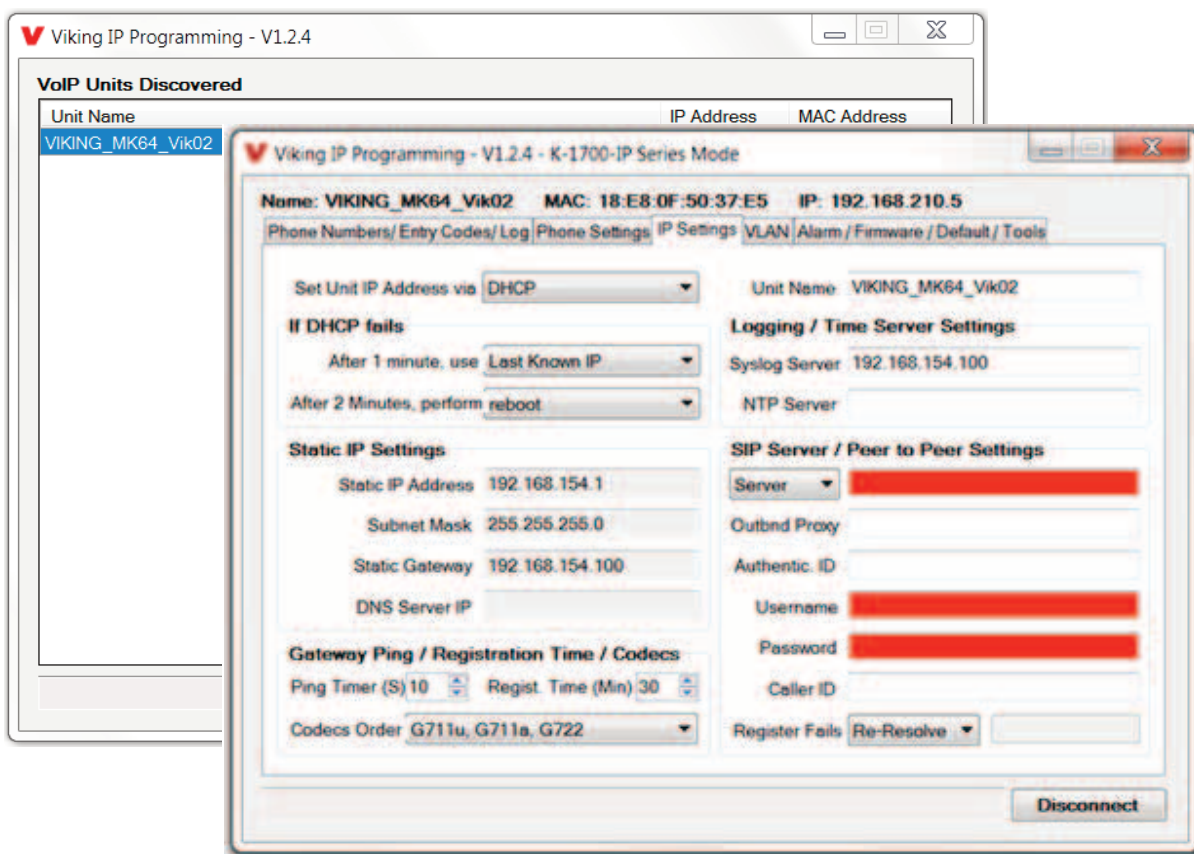 Viking IP Programming - V1.2.4
VoIP Units Discovered
Unit Name IP Address MAC Address
VIKING_MK64_Vik02
Viking IP Programming - V1.2.4 - K-1700-IP Series Mode
Name: VIKING_MK64_Vik02 MAC: 18:E8:0F:50:37:E5 IP: 192.168.210.5
Phone Numbers/ Entry Codes/ Log Phone Settings IP Settings VLAN Alarm / Firmware / Default / Tools
Set Unit IP Address via DHCP
If DHCP fails
After 1 minute, use Last Known IP
After 2 Minutes, perform reboot
Static IP Settings
Static IP Address 192.168.154.1
Subnet Mask 255.255.255.0
Static Gateway 192.168.154.100
DNS Server IP
Gateway Ping / Registration Time / Codecs
Ping Timer (S) 10 Regist. Time (Min) 30
Codecs Order G711u, G711a, G722
Unit Name VIKING_MK64_Vik02
Logging / Time Server Settings
Syslog Server 192.168.154.100
NTP Server
SIP Server / Peer to Peer Settings
Server
Outbnd Proxy
Authentic. ID
Username
Password
Caller ID
Register Fails Re-Resolve
Disconnect